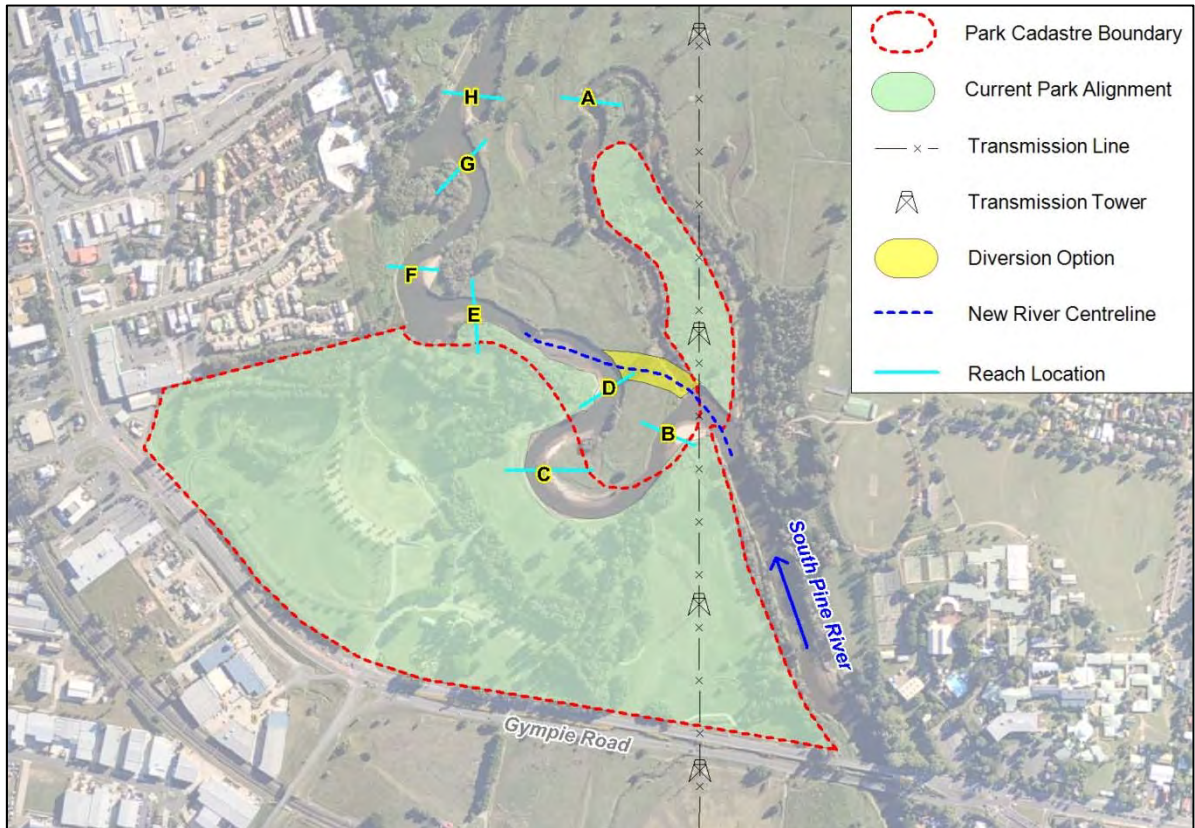 Park Cadastre Boundary
Current Park Alignment
Transmission Line
Transmission Tower
Diversion Option
New River Centreline
Reach Location
H
A
G
F
E
D
B
C
South Pine River
Gympie Road